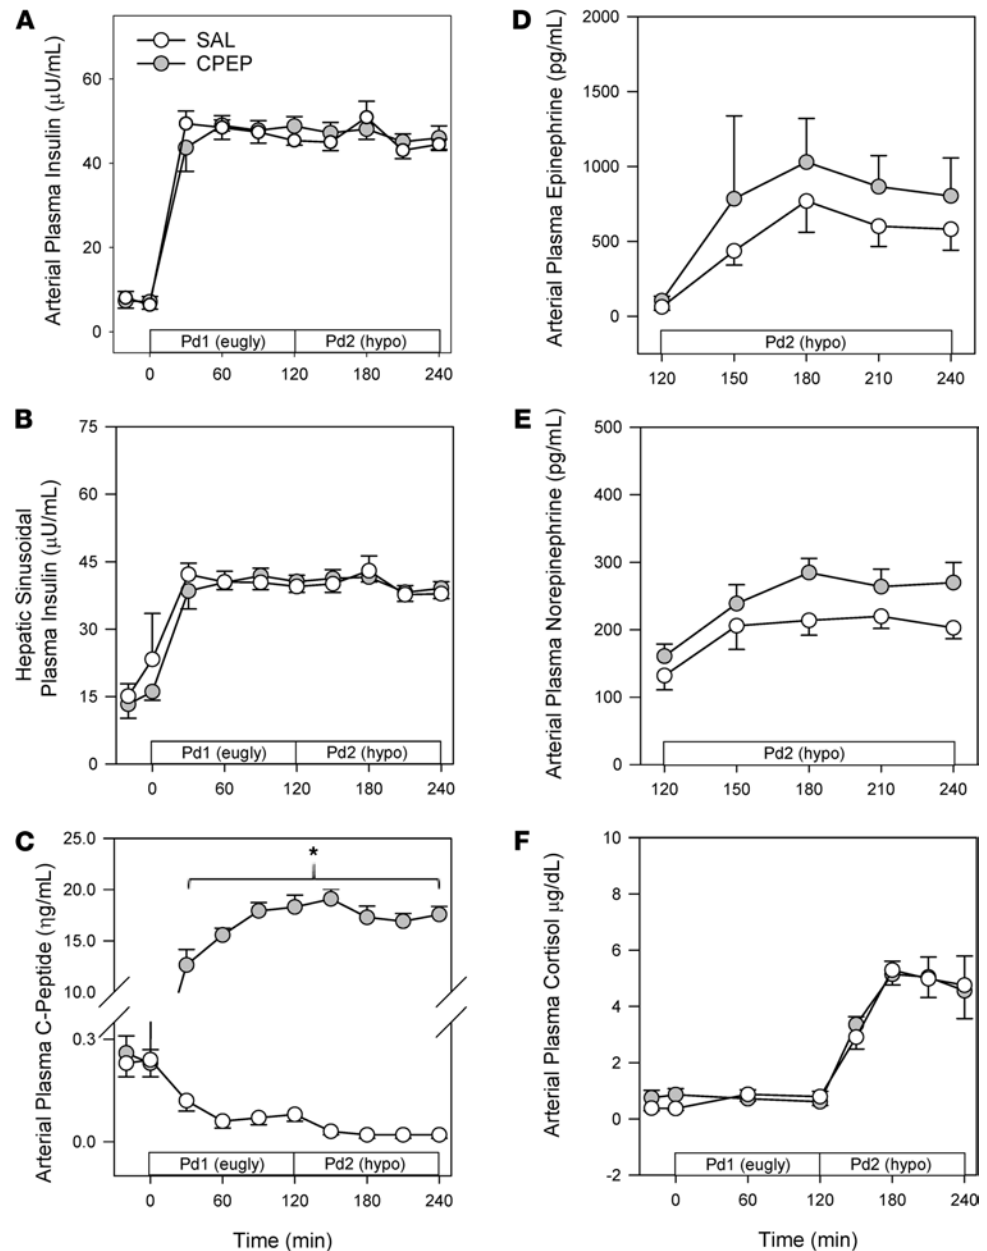 A
SAL
CPEP
Arterial Plasma Insulin (μU/mL)
60
40
20
0
Pd1 (eugly)
Pd2 (hypo)
0
60
120
180
240
B
Hepatic Sinusoidal
Plasma Insulin (μU/mL)
75
60
45
30
15
0
Pd1 (eugly)
Pd2 (hypo)
0
60
120
180
240
C
Arterial Plasma C-Peptide (ηg/mL)
25.0
20.0
15.0
10.0
0.3
0.0
*
Pd1 (eugly)
Pd2 (hypo)
0
60
120
180
240
Time (min)
D
Arterial Plasma Epinephrine (pg/mL)
2000
1500
1000
500
0
Pd2 (hypo)
120
150
180
210
240
E
Arterial Plasma Norepinephrine (pg/mL)
500
400
300
200
100
0
Pd2 (hypo)
120
150
180
210
240
F
Arterial Plasma Cortisol μg/dL)
10
8
6
4
2
0
-2
Pd1 (eugly)
Pd2 (hypo)
0
60
120
180
240
Time (min)